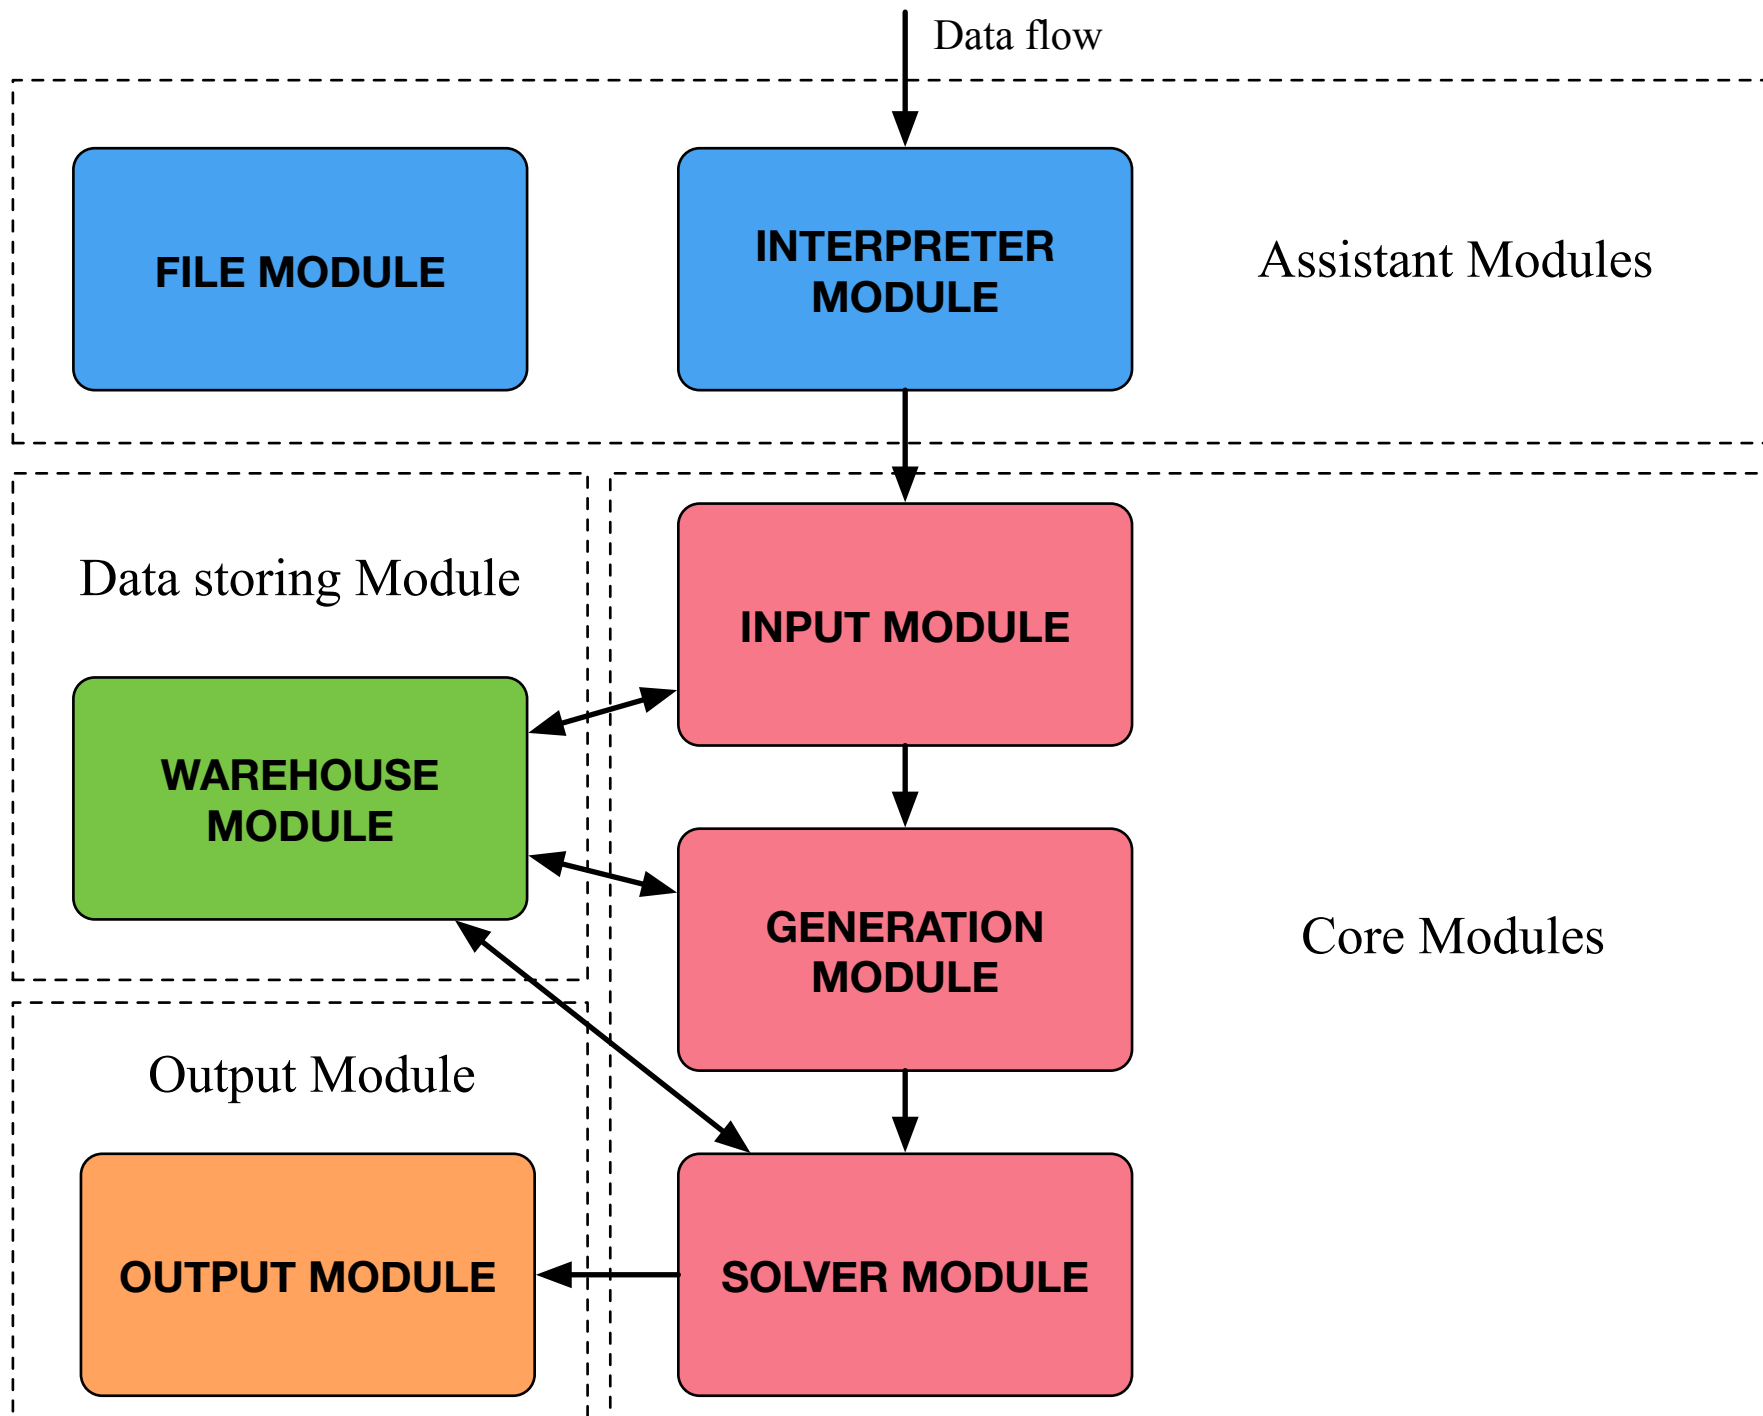 Data flow
FILE MODULE
INTERPRETER
MODULE
Assistant Modules
Data storing Module
INPUT MODULE
WAREHOUSE
MODULE
GENERATION
MODULE
Core Modules
Output Module
OUTPUT MODULE
SOLVER MODULE